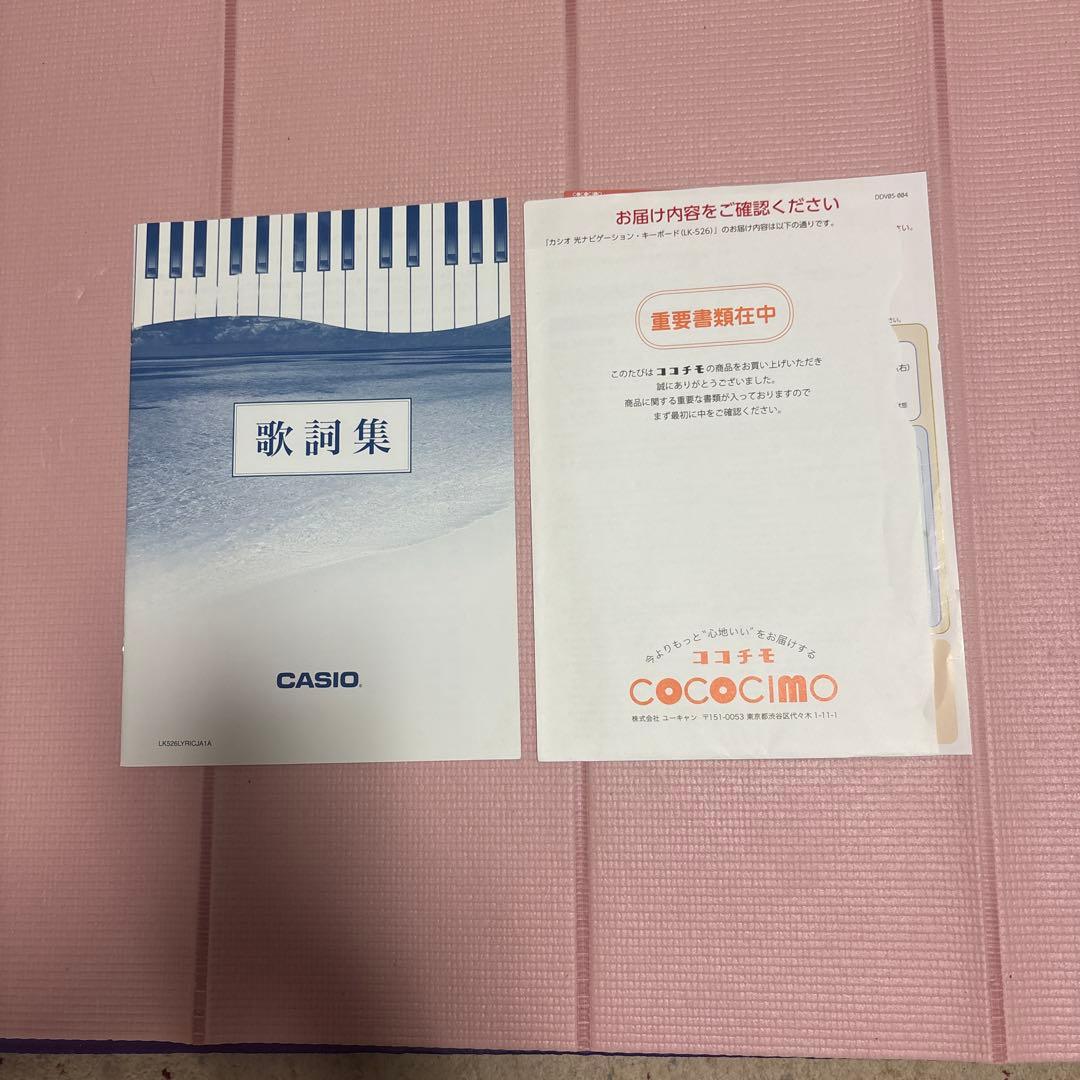 歌詞集
CASIO
LK526LYRICJA1A
DDV05-004
お届け内容をご確認ください
「カシオ 光ナビゲーション・キーボード(LK-526)」のお届け内容は以下の通りです。
さい。
さい。
右)
重要書類在中
このたびは ココチモの商品をお買い上げいただき
誠にありがとうございました。
商品に関する重要な書類が入っておりますので
まず最初に中をご確認ください。
今よりもっと"心地いい"をお届けする
ココチモ
cococimo
株式会社 ユーキャン 〒151-0053 東京都渋谷区代々木 1-11-1